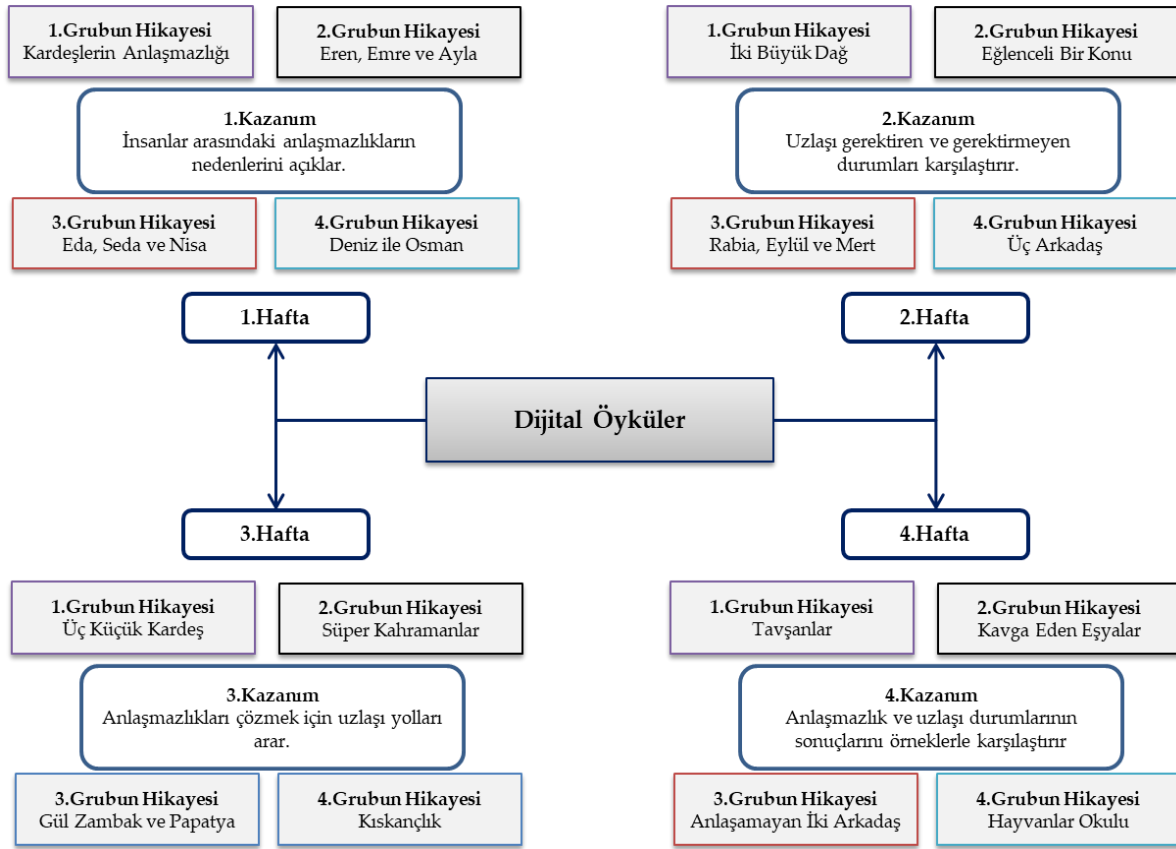 1.Grubun Hikayesi
Kardeşlerin Anlaşmazlığı
2.Grubun Hikayesi
Eren, Emre ve Ayla
1.Kazanım
İnsanlar arasındaki anlaşmazlıkların
nedenlerini açıklar.
3.Grubun Hikayesi
Eda, Seda ve Nisa
4.Grubun Hikayesi
Deniz ile Osman
1.Hafta
1.Grubun Hikayesi
İki Büyük Dağ
2.Grubun Hikayesi
Eğlenceli Bir Konu
2.Kazanım
Uzlaşı gerektiren ve gerektirmeyen
durumları karşılaştırır.
3.Grubun Hikayesi
Rabia, Eylül ve Mert
4.Grubun Hikayesi
Üç Arkadaş
2.Hafta
Dijital Öyküler
3.Hafta
1.Grubun Hikayesi
Üç Küçük Kardeş
2.Grubun Hikayesi
Süper Kahramanlar
3.Kazanım
Anlaşmazlıkları çözmek için uzlaşı yolları
arar.
3.Grubun Hikayesi
Gül Zambak ve Papatya
4.Grubun Hikayesi
Kıskançlık
4.Hafta
1.Grubun Hikayesi
Tavşanlar
2.Grubun Hikayesi
Kavga Eden Eşyalar
4.Kazanım
Anlaşmazlık ve uzlaşı durumlarının
sonuçlarını örneklerle karşılaştırır
3.Grubun Hikayesi
Anlaşamayan İki Arkadaş
4.Grubun Hikayesi
Hayvanlar Okulu